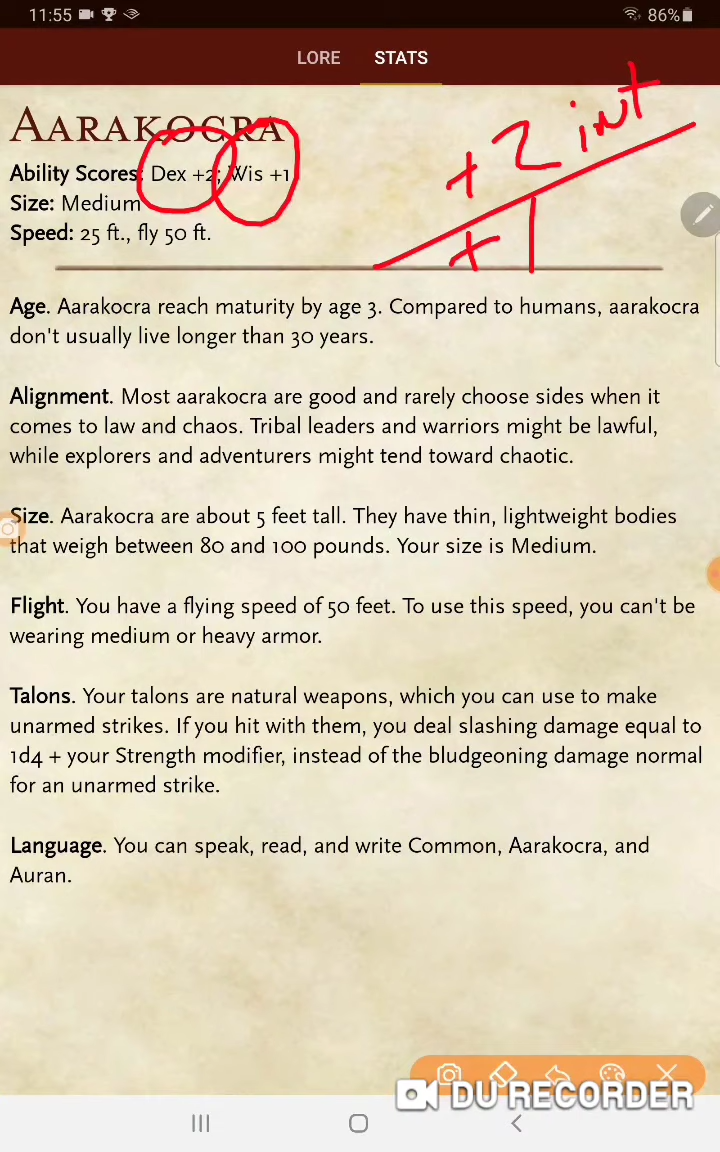 11:55 86%
LORE STATS
AARAKOCRA
Ability Scores: Dex +2; Wis +1
Size: Medium
Speed: 25 ft., fly 50 ft.
+2 int
+1
Age. Aarakocra reach maturity by age 3. Compared to humans, aarakocra
don't usually live longer than 30 years.
Alignment. Most aarakocra are good and rarely choose sides when it
comes to law and chaos. Tribal leaders and warriors might be lawful,
while explorers and adventurers might tend toward chaotic.
Size. Aarakocra are about 5 feet tall. They have thin, lightweight bodies
that weigh between 80 and 100 pounds. Your size is Medium.
Flight. You have a flying speed of 50 feet. To use this speed, you can't be
wearing medium or heavy armor.
Talons. Your talons are natural weapons, which you can use to make
unarmed strikes. If you hit with them, you deal slashing damage equal to
1d4 + your Strength modifier, instead of the bludgeoning damage normal
for an unarmed strike.
Language. You can speak, read, and write Common, Aarakocra, and
Auran.
DU RECORDER